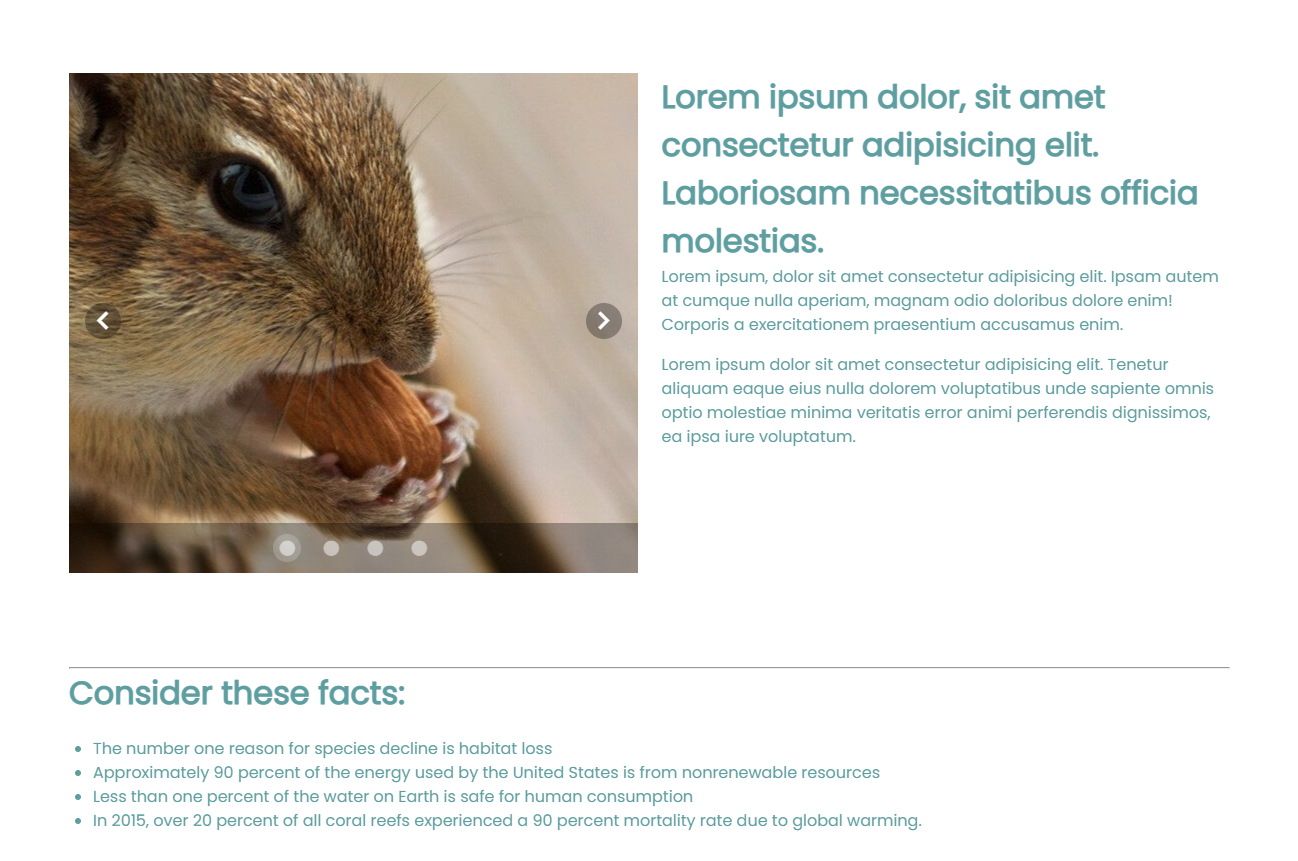 Lorem ipsum dolor, sit amet
consectetur adipisicing elit.
Laboriosam necessitatibus officia
molestias.
Lorem ipsum, dolor sit amet consectetur adipisicing elit. Ipsam autem
at cumque nulla aperiam, magnam odio doloribus dolore enim!
Corporis a exercitationem praesentium accusamus enim.
Lorem ipsum dolor sit amet consectetur adipisicing elit. Tenetur
aliquam eaque eius nulla dolorem voluptatibus unde sapiente omnis
optio molestiae minima veritatis error animi perferendis dignissimos,
ea ipsa iure voluptatum.
Consider these facts:
The number one reason for species decline is habitat loss
Approximately 90 percent of the energy used by the United States is from nonrenewable resources
Less than one percent of the water on Earth is safe for human consumption
In 2015, over 20 percent of all coral reefs experienced a 90 percent mortality rate due to global warming.